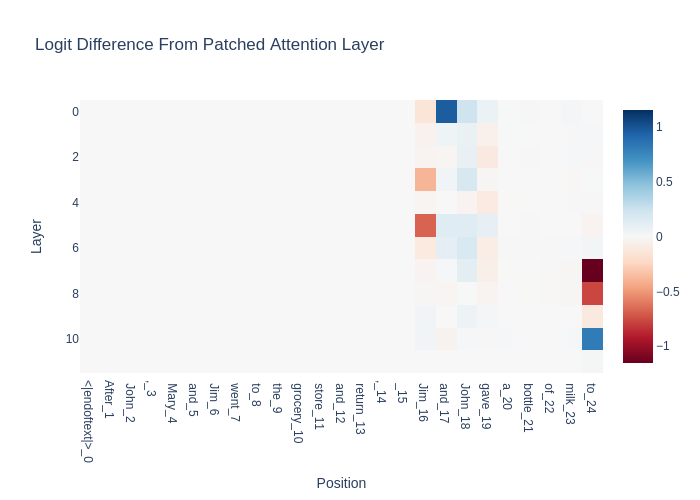 Logit Difference From Patched Attention Layer
0
2
4
6
8
10
Layer
1
0.5
0
−0.5
−1
<|endoftext|>_0
After_1
John_2
,_3
Mary_4
and_5
Jim_6
went_7
to_8
the_9
grocery_10
store_11
and_12
return_13
,_14
_15
Jim_16
and_17
John_18
gave_19
a_20
bottle_21
of_22
milk_23
to_24
Position